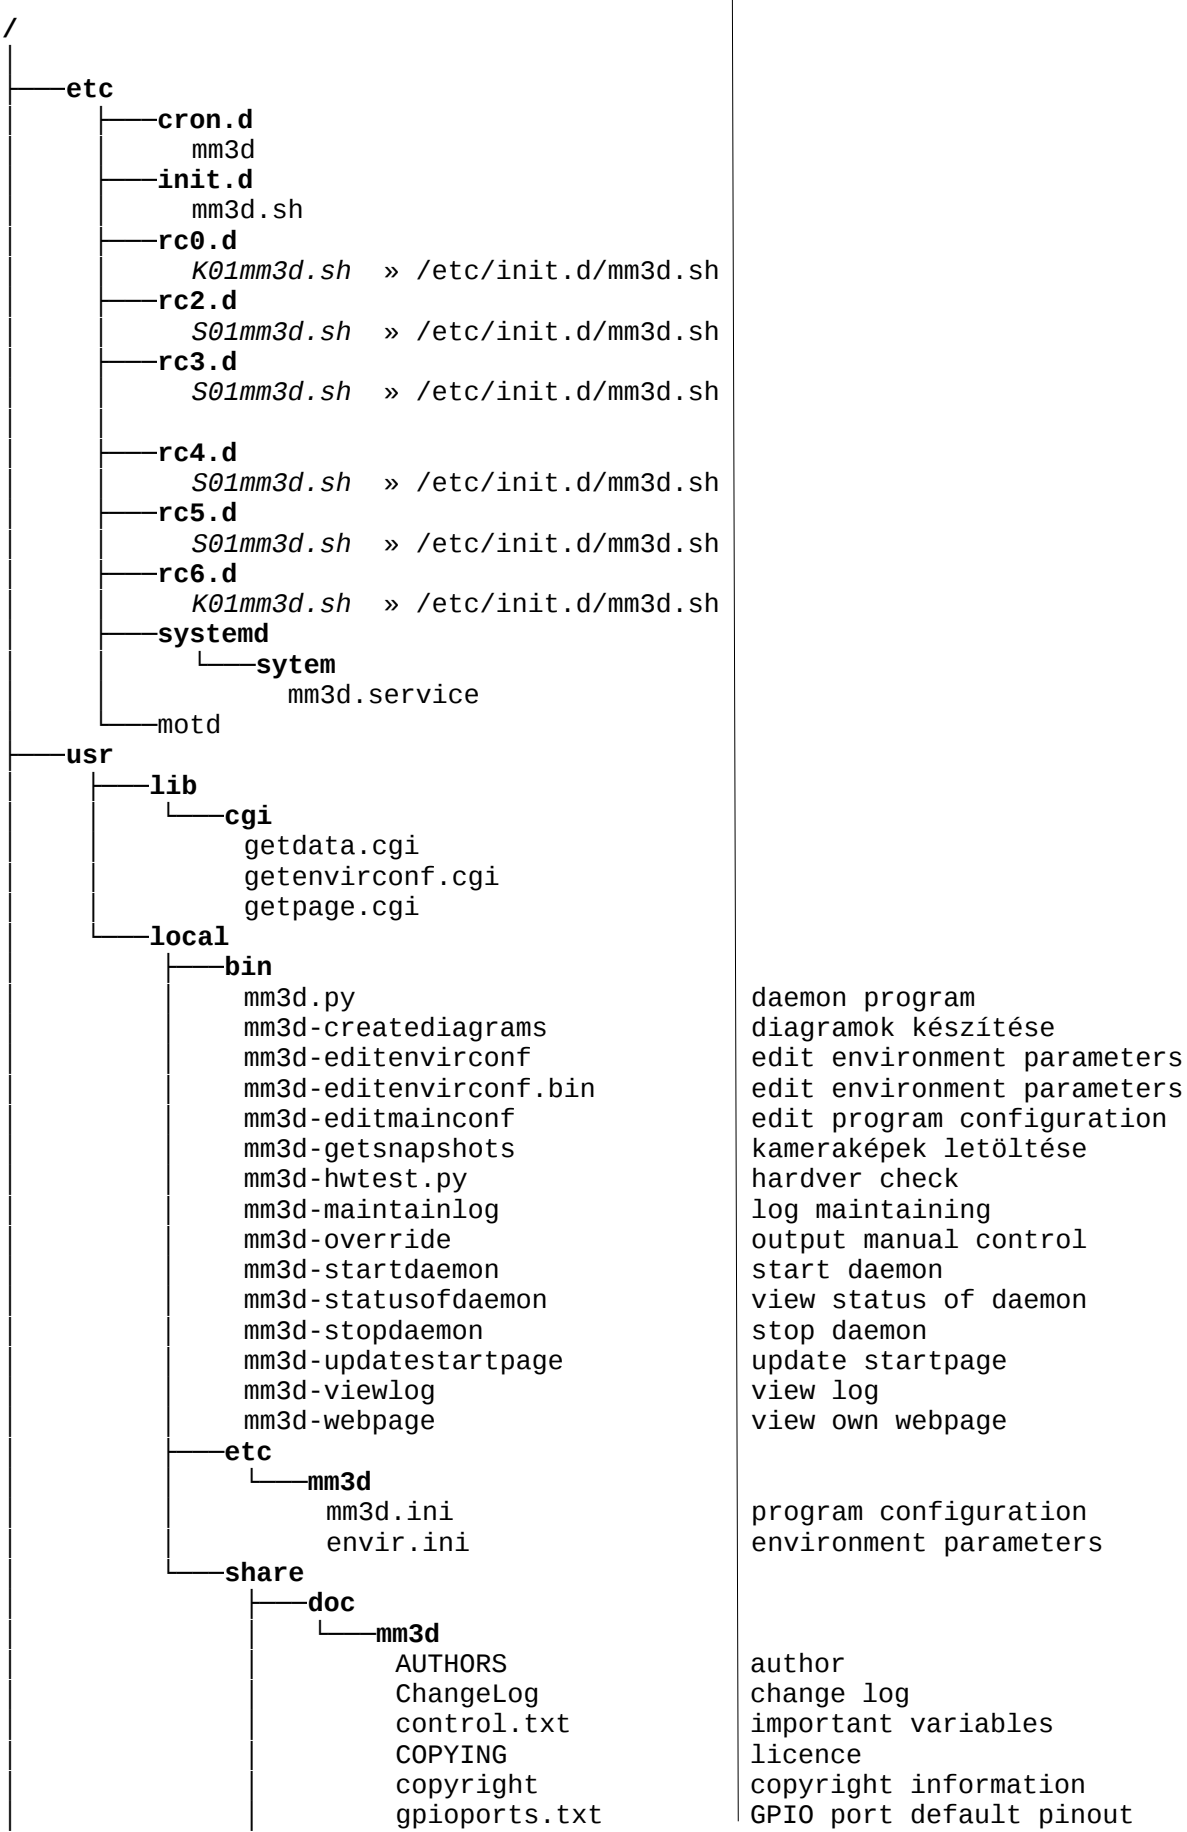 /
etc
cron.d
mm3d
init.d
mm3d.sh
rc0.d
K01mm3d.sh » /etc/init.d/mm3d.sh
rc2.d
S01mm3d.sh » /etc/init.d/mm3d.sh
rc3.d
S01mm3d.sh » /etc/init.d/mm3d.sh
rc4.d
S01mm3d.sh » /etc/init.d/mm3d.sh
rc5.d
S01mm3d.sh » /etc/init.d/mm3d.sh
rc6.d
K01mm3d.sh » /etc/init.d/mm3d.sh
systemd
sytem
mm3d.service
motd
usr
lib
cgi
getdata.cgi
getenvirconf.cgi
getpage.cgi
local
bin
mm3d.py daemon program
mm3d-creatediagrams diagramok készítése
mm3d-editenvirconf edit environment parameters
mm3d-editenvirconf.bin edit environment parameters
mm3d-editmainconf edit program configuration
mm3d-getsnapshots kameraképek letöltése
mm3d-hwtest.py hardver check
mm3d-maintainlog log maintaining
mm3d-override output manual control
mm3d-startdaemon start daemon
mm3d-statusofdaemon view status of daemon
mm3d-stopdaemon stop daemon
mm3d-updatestartpage update startpage
mm3d-viewlog view log
mm3d-webpage view own webpage
etc
mm3d
mm3d.ini program configuration
envir.ini environment parameters
share
doc
mm3d
AUTHORS author
ChangeLog change log
control.txt important variables
COPYING licence
copyright copyright information
gpioports.txt GPIO port default pinout